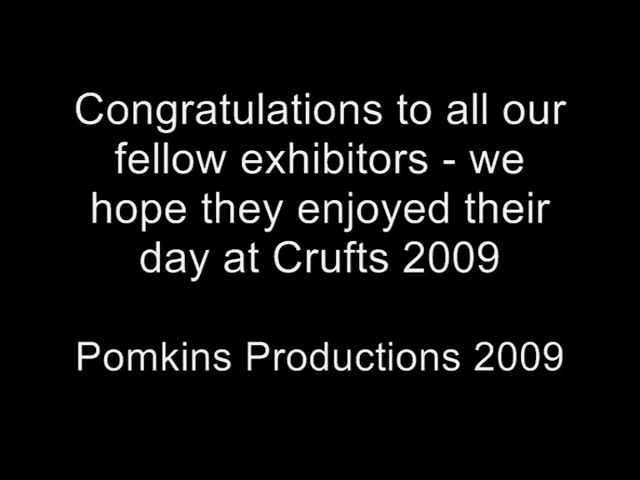 Congratulations to all our
fellow exhibitors - we
hope they enjoyed their
day at Crufts 2009
Pomkins Productions 2009